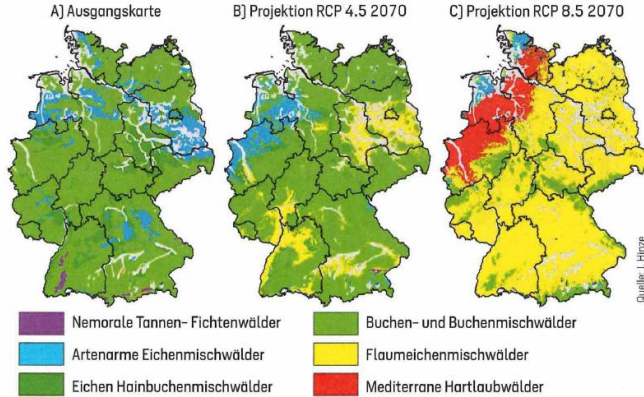 A) Ausgangskarte
B) Projektion RCP 4.5 2070
C) Projektion RCP 8.5 2070
Quelle: J. Hinze
Nemorale Tannen- Fichtenwälder
Buchen- und Buchenmischwälder
Artenarme Eichenmischwälder
Flaumeichenmischwälder
Eichen Hainbuchenmischwälder
Mediterrane Hartlaubwälder